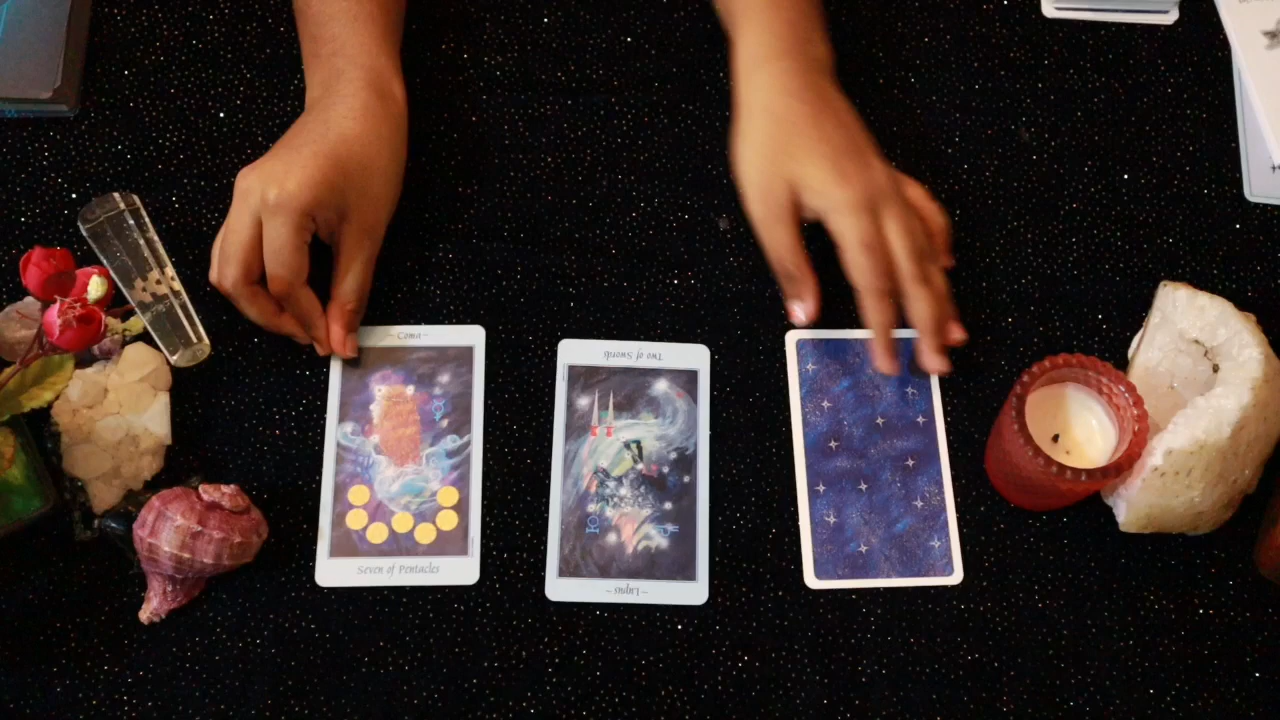 ~ Coma ~
Seven of Pentacles
Two of Swords
~ Lupus ~